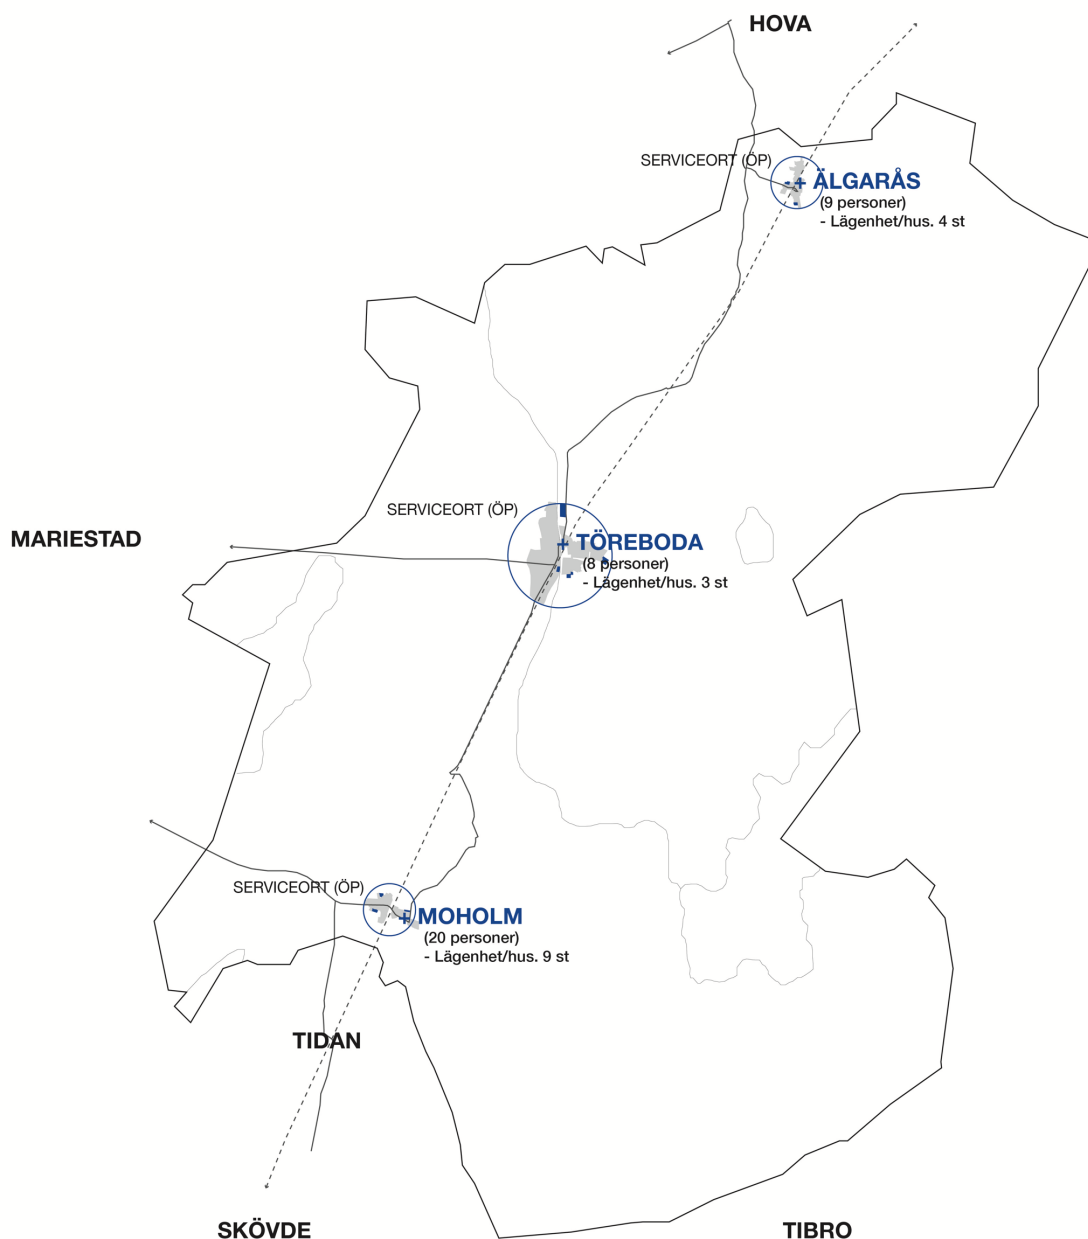 HOVA
SERVICEORT (ÖP)
ÄLGARÅS
(9 personer)
- Lägenhet/hus. 4 st
SERVICEORT (ÖP)
MARIESTAD
TÖREBODA
(8 personer)
- Lägenhet/hus. 3 st
SERVICEORT (ÖP)
MOHOLM
(20 personer)
- Lägenhet/hus. 9 st
TIDAN
SKÖVDE
TIBRO